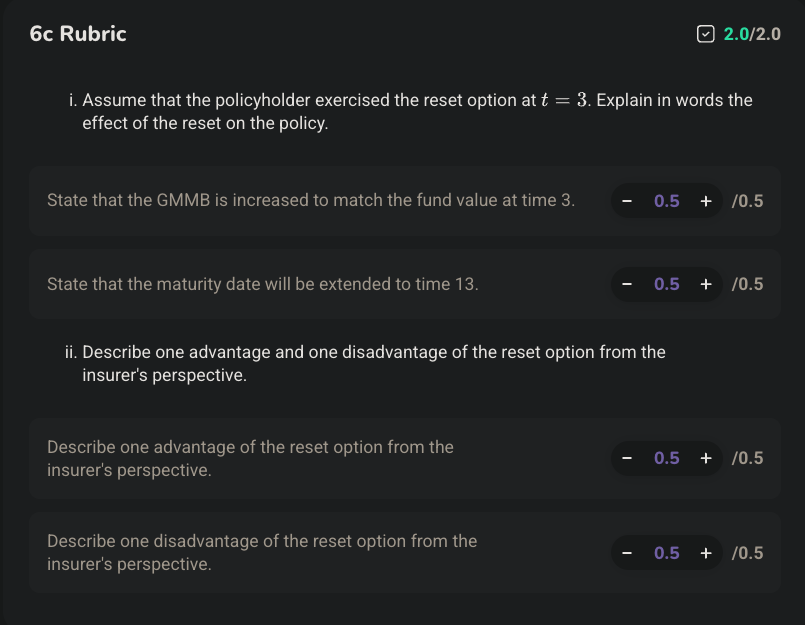 6c Rubric
2.0/2.0
i. Assume that the policyholder exercised the reset option at t = 3. Explain in words the
effect of the reset on the policy.
State that the GMMB is increased to match the fund value at time 3.
− 0.5 + /0.5
State that the maturity date will be extended to time 13.
− 0.5 + /0.5
ii. Describe one advantage and one disadvantage of the reset option from the
insurer's perspective.
Describe one advantage of the reset option from the
insurer's perspective.
− 0.5 + /0.5
Describe one disadvantage of the reset option from the
insurer's perspective.
− 0.5 + /0.5